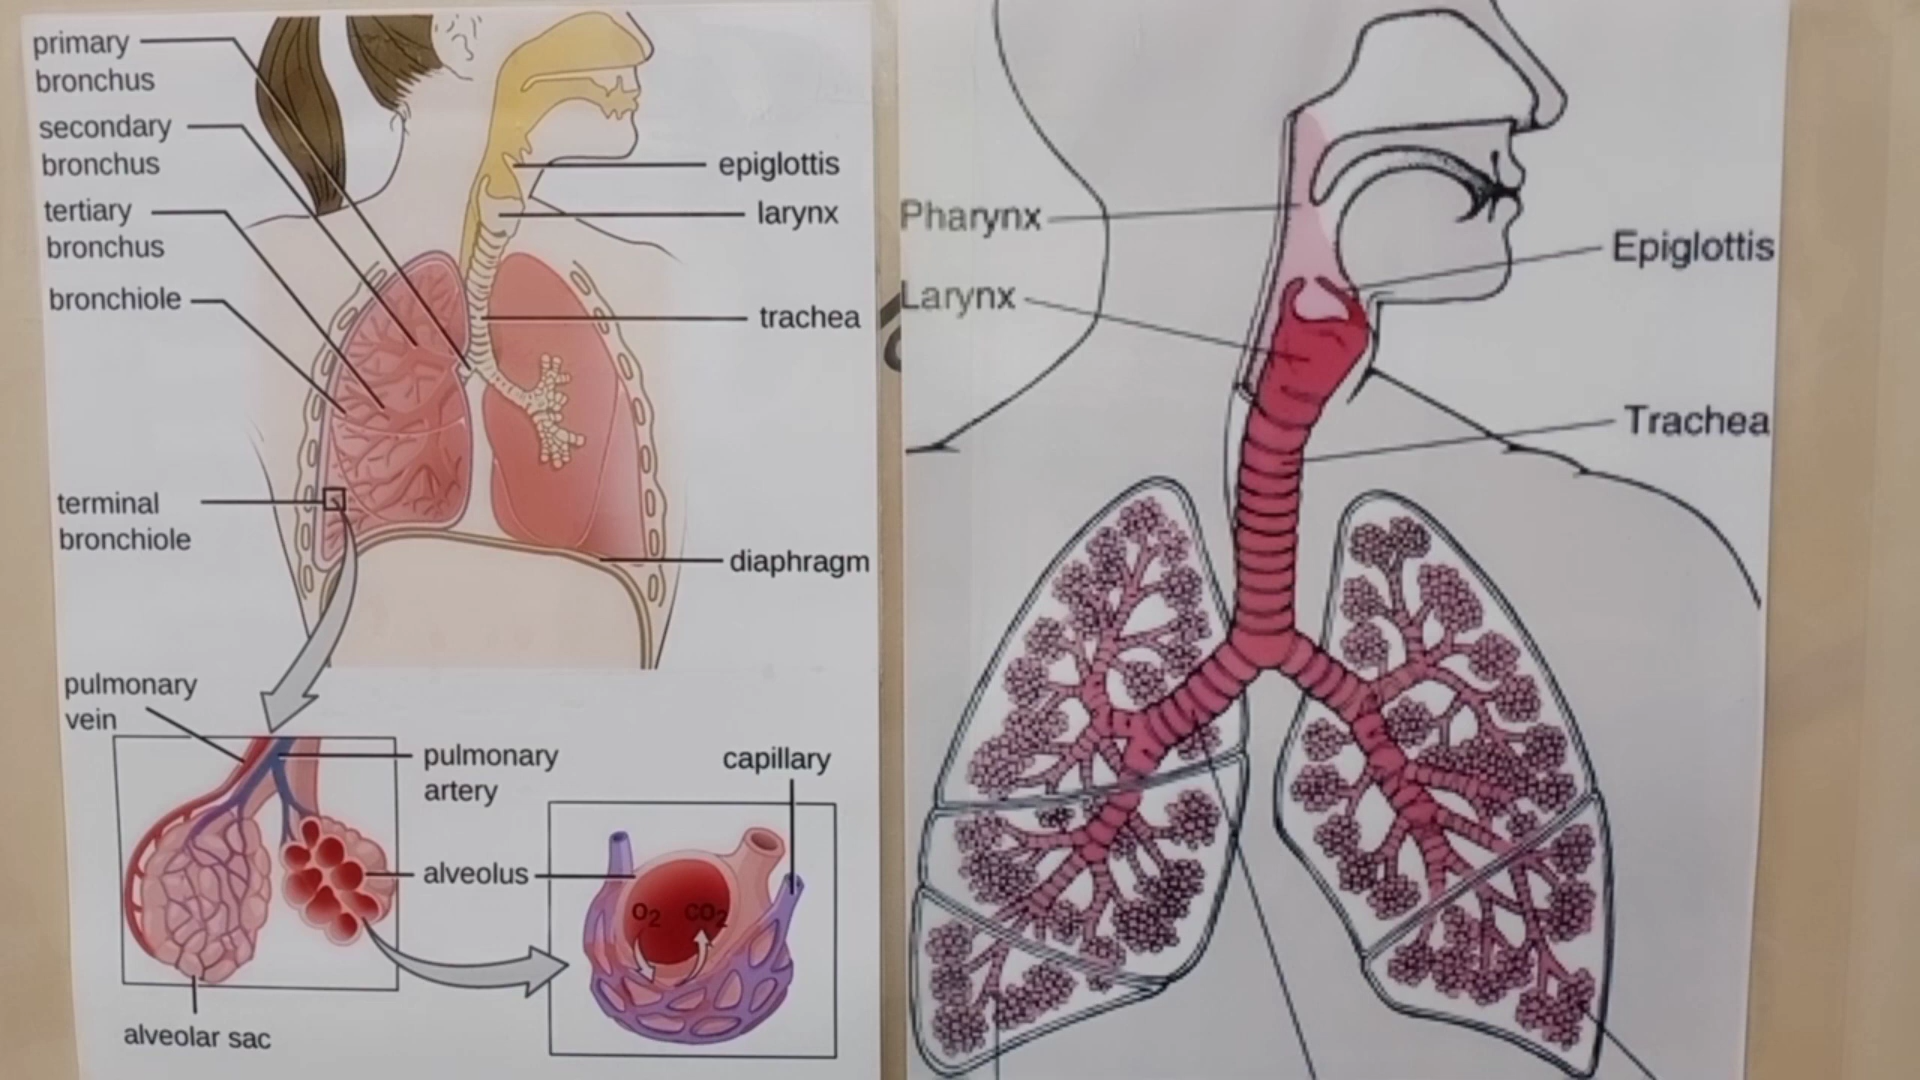 primary
bronchus
secondary
bronchus
tertiary
bronchus
bronchiole
terminal
bronchiole
epiglottis
larynx
trachea
diaphragm
pulmonary
vein
pulmonary
artery
capillary
alveolus
O2 CO2
alveolar sac
Pharynx
Larynx
Epiglottis
Trachea